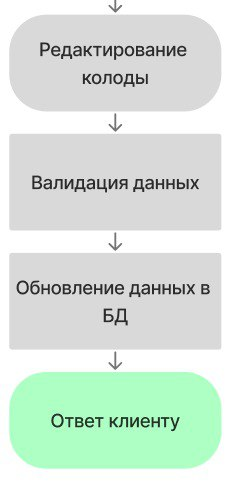 Редактирование
колоды
Валидация данных
Обновление данных в
БД
Ответ клиенту